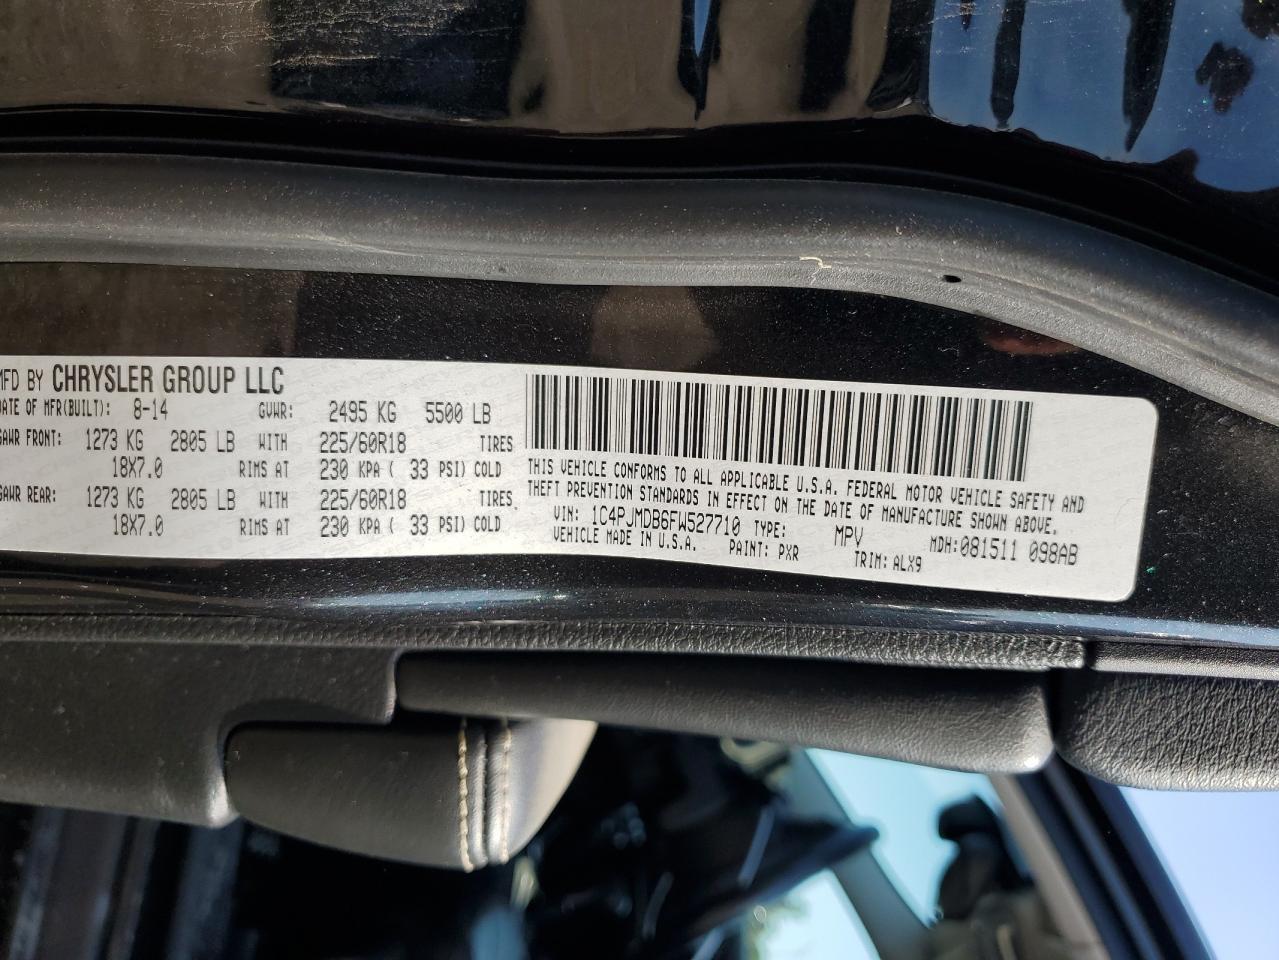 MFD BY CHRYSLER GROUP LLC
DATE OF MFR(BUILT): 8-14 GVWR: 2495 KG 5500 LB
GAWR FRONT: 1273 KG 2805 LB WITH 225/60R18 TIRES
18X7.0 RIMS AT 230 KPA ( 33 PSI) COLD
GAWR REAR: 1273 KG 2805 LB WITH 225/60R18 TIRES
18X7.0 RIMS AT 230 KPA ( 33 PSI) COLD
THIS VEHICLE CONFORMS TO ALL APPLICABLE U.S.A. FEDERAL MOTOR VEHICLE SAFETY AND
THEFT PREVENTION STANDARDS IN EFFECT ON THE DATE OF MANUFACTURE SHOWN ABOVE.
VIN: 1C4PJMDB6FW527710 TYPE: MPV MDH:081511 098AB
VEHICLE MADE IN U.S.A. PAINT: PXR TRIM: ALX9